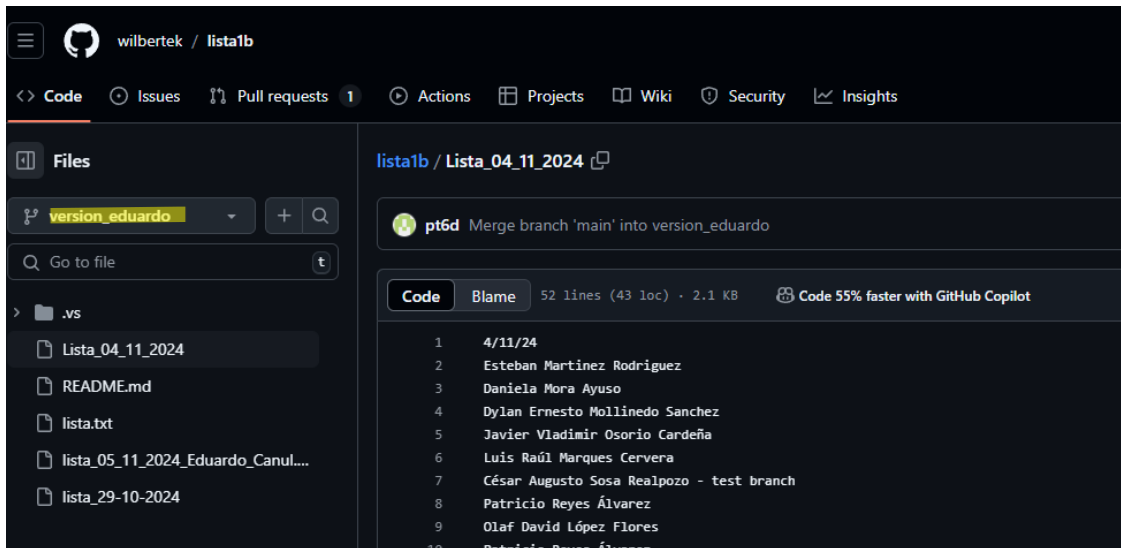 wilbertek / lista1b
Code Issues Pull requests 1 Actions Projects Wiki Security Insights
Files
version_eduardo
Go to file t
.vs
Lista_04_11_2024
README.md
lista.txt
lista_05_11_2024_Eduardo_Canul....
lista_29-10-2024
lista1b / Lista_04_11_2024
pt6d Merge branch 'main' into version_eduardo
Code Blame 52 lines (43 loc) · 2.1 KB Code 55% faster with GitHub Copilot
1 4/11/24
2 Esteban Martinez Rodriguez
3 Daniela Mora Ayuso
4 Dylan Ernesto Mollinedo Sanchez
5 Javier Vladimir Osorio Cardeña
6 Luis Raúl Marques Cervera
7 César Augusto Sosa Realpozo - test branch
8 Patricio Reyes Álvarez
9 Olaf David López Flores